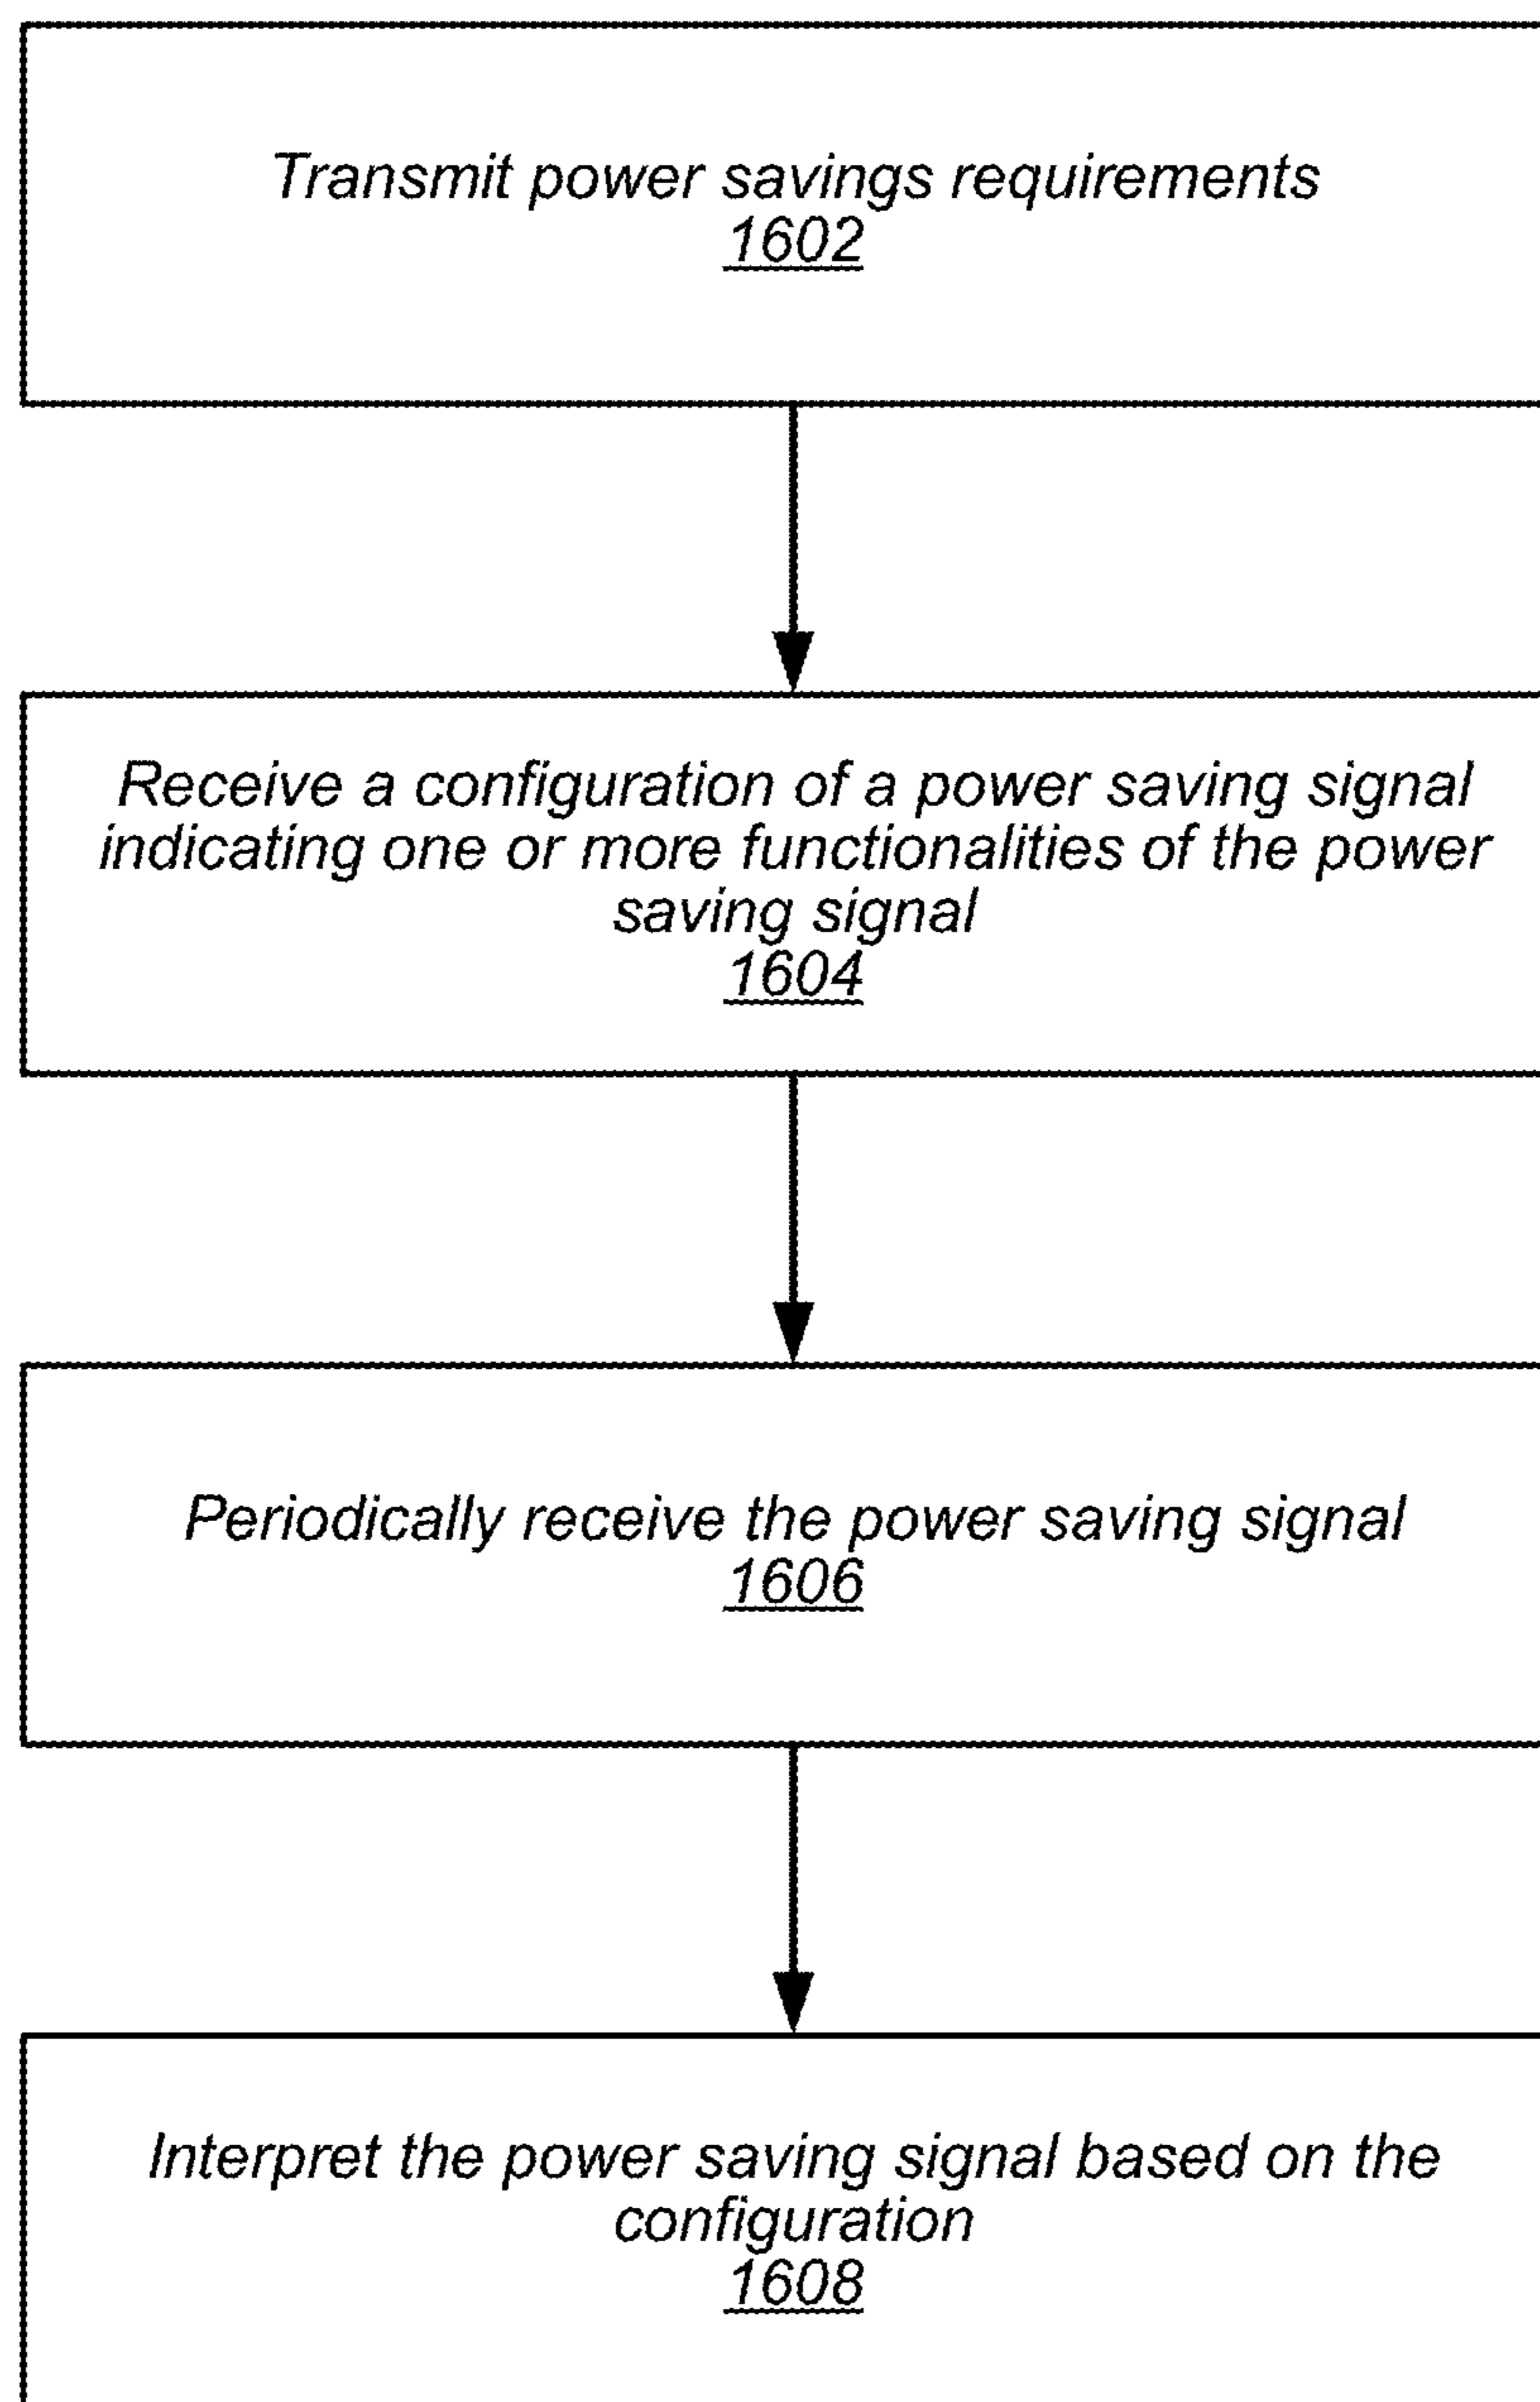 Transmit power savings requirements
1602
Receive a configuration of a power saving signal
indicating one or more functionalities of the power
saving signal
1604
Periodically receive the power saving signal
1606
Interpret the power saving signal based on the
configuration
1608